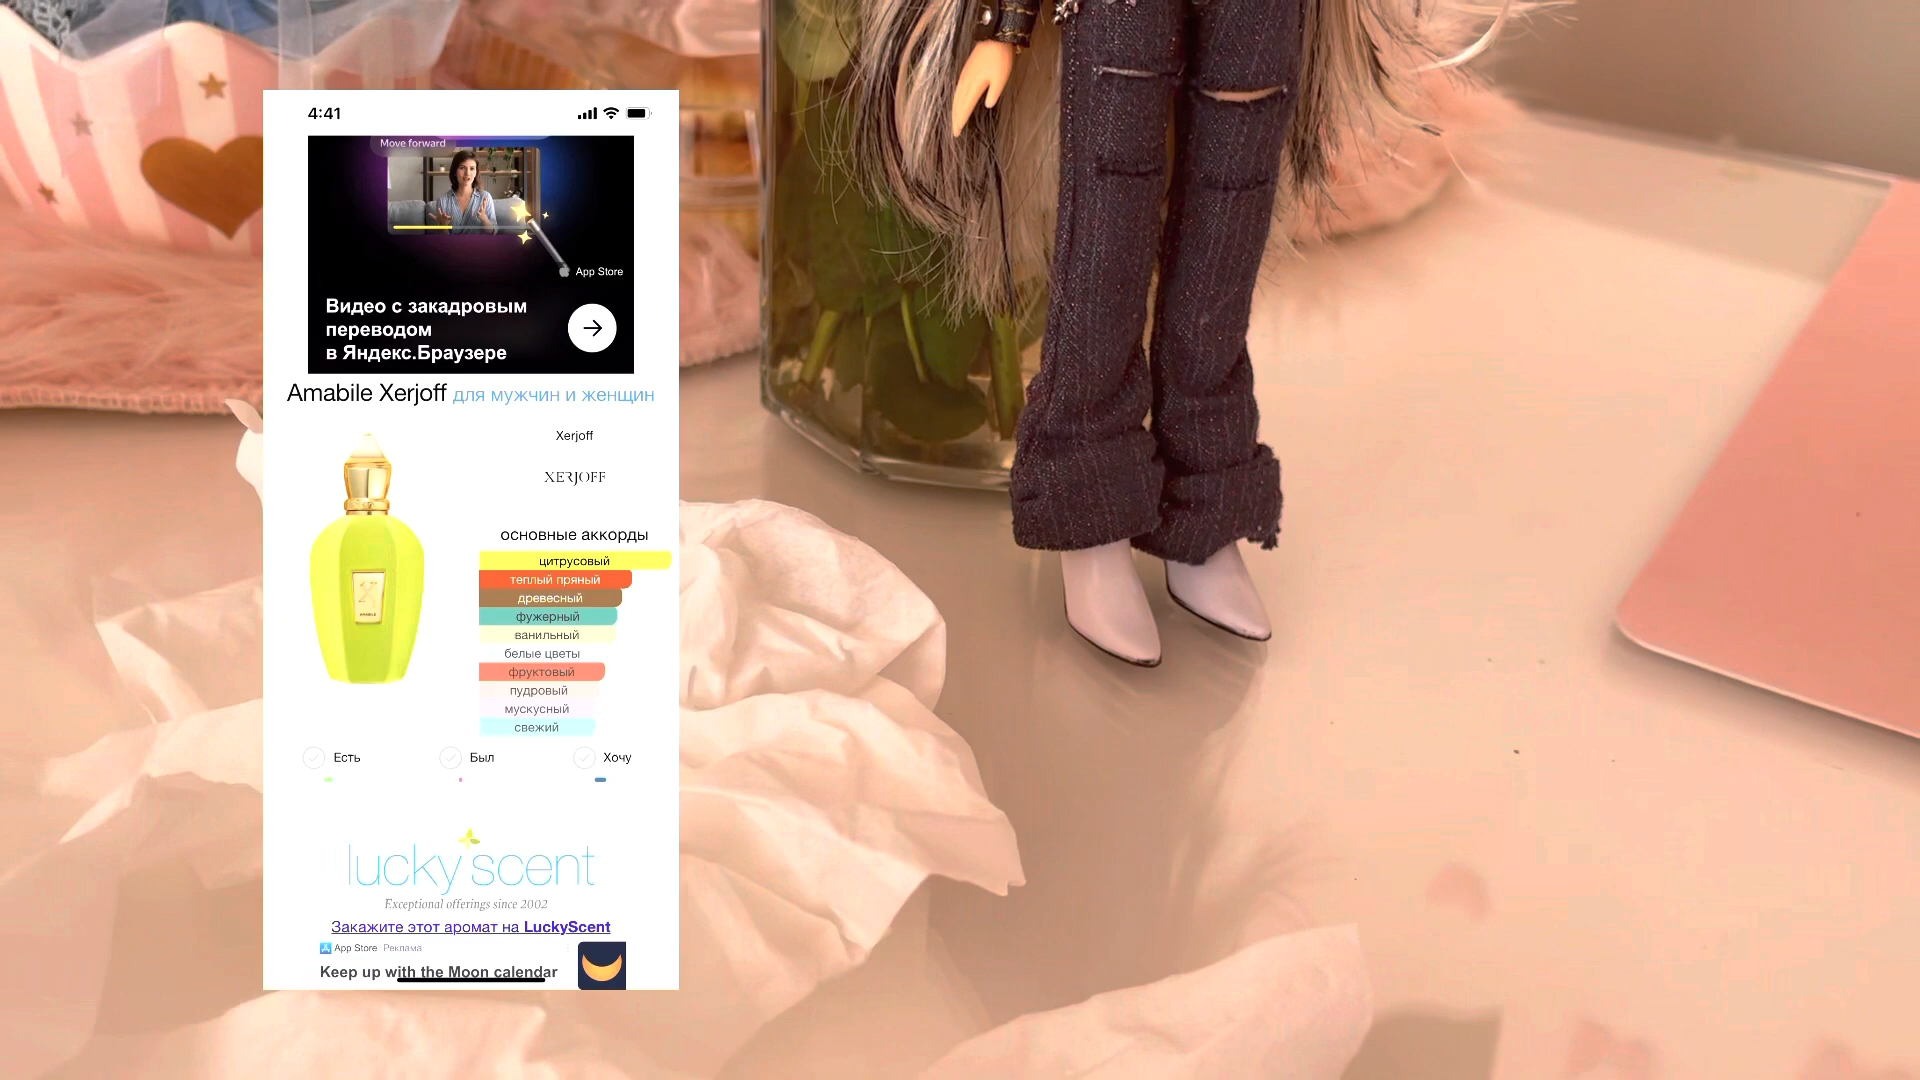 4:41
Move forward
App Store
Видео с закадровым
переводом
в Яндекс.Браузере
Amabile Xerjoff для мужчин и женщин
Xerjoff
XERJOFF
основные аккорды
цитрусовый
теплый пряный
древесный
фужерный
ванильный
белые цветы
фруктовый
пудровый
мускусный
свежий
AMABILE
Есть Был Хочу
lucky scent
Exceptional offerings since 2002
Закажите этот аромат на LuckyScent
App Store Реклама
Keep up with the Moon calendar